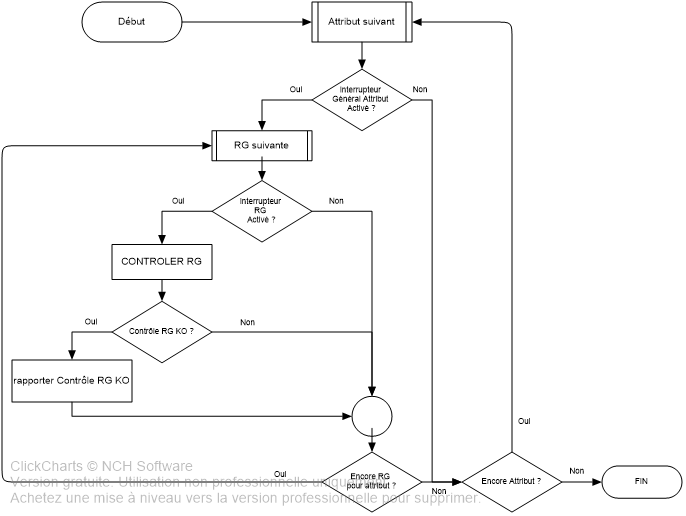 Début
Attribut suivant
Interrupteur
Général Attribut
Activé ?
Oui
Non
RG suivante
Interrupteur
RG
Activé ?
Oui
Non
CONTROLER RG
Contrôle RG KO ?
Oui
Non
rapporter Contrôle RG KO
Oui
Encore RG
pour attribut ?
Non
Encore Attribut ?
Oui
Non
FIN
ClickCharts © NCH Software
Version gratuite. Utilisation non professionnelle uniquement.
Achetez une mise à niveau vers la version professionnelle pour supprimer.